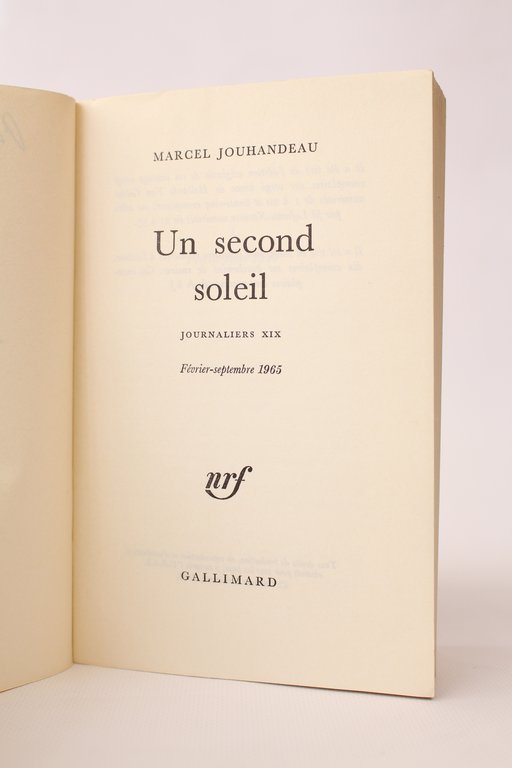 MARCEL JOUHANDEAU
Un second
soleil
JOURNALIERS XIX
Février-septembre 1965
nrf
GALLIMARD